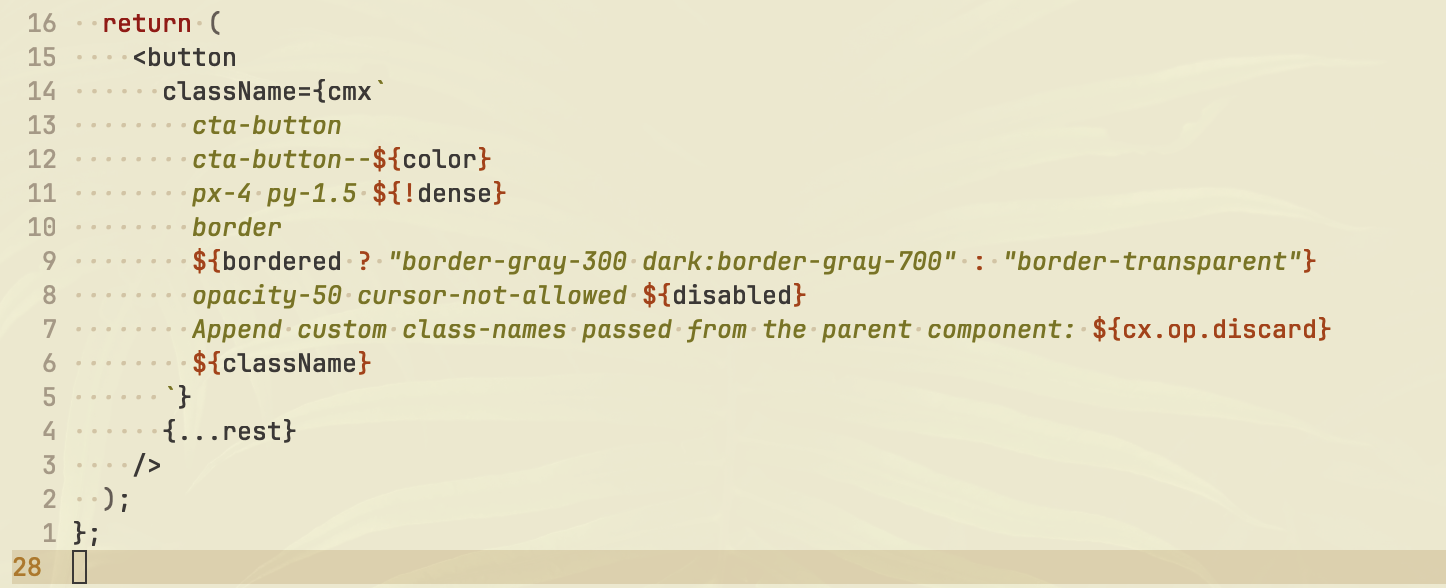 16   return (
15     <button
14       className={cmx`
13         cta-button
12         cta-button--${color}
11         px-4 py-1.5 ${!dense}
10         border
9         ${bordered ? "border-gray-300 dark:border-gray-700" : "border-transparent"}
8         opacity-50 cursor-not-allowed ${disabled}
7         Append custom class-names passed from the parent component: ${cx.op.discard}
6         ${className}
5       `}
4       {...rest}
3     />
2   );
1 };
28